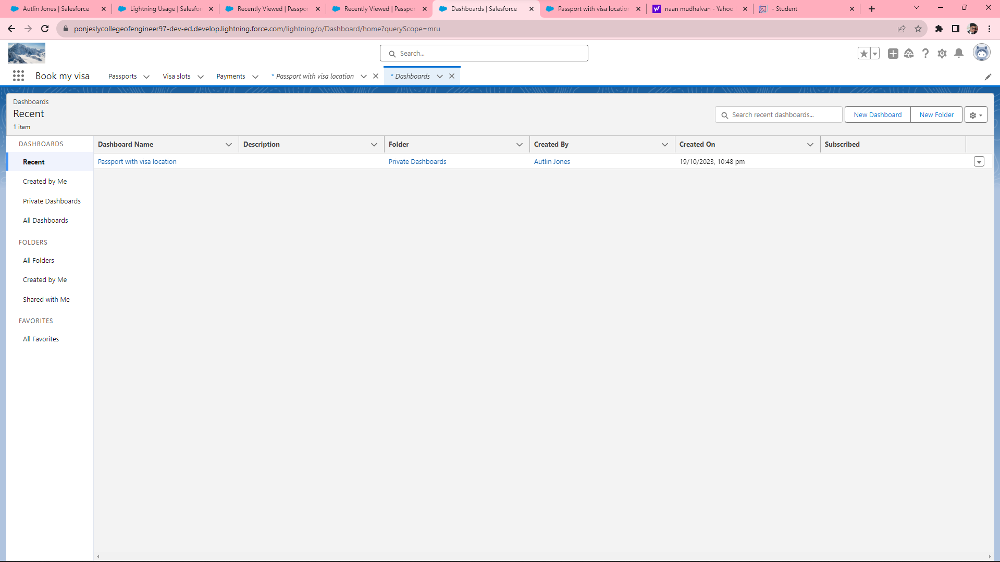 Autlin Jones | Salesforce
Lightning Usage | Salesfor
Recently Viewed | Passpor
Recently Viewed | Passpor
Dashboards | Salesforce
Passport with visa location
naan mudhalvan - Yahoo
- Student
ponjeslycollegeofengineer97-dev-ed.develop.lightning.force.com/lightning/o/Dashboard/home?queryScope=mru
Search...
Book my visa
Passports
Visa slots
Payments
* Passport with visa location
* Dashboards
Dashboards
Recent
1 item
Search recent dashboards...
New Dashboard
New Folder
DASHBOARDS
Recent
Created by Me
Private Dashboards
All Dashboards
FOLDERS
All Folders
Created by Me
Shared with Me
FAVORITES
All Favorites
Dashboard Name Description Folder Created By Created On Subscribed
Passport with visa location Private Dashboards Autlin Jones 19/10/2023, 10:48 pm